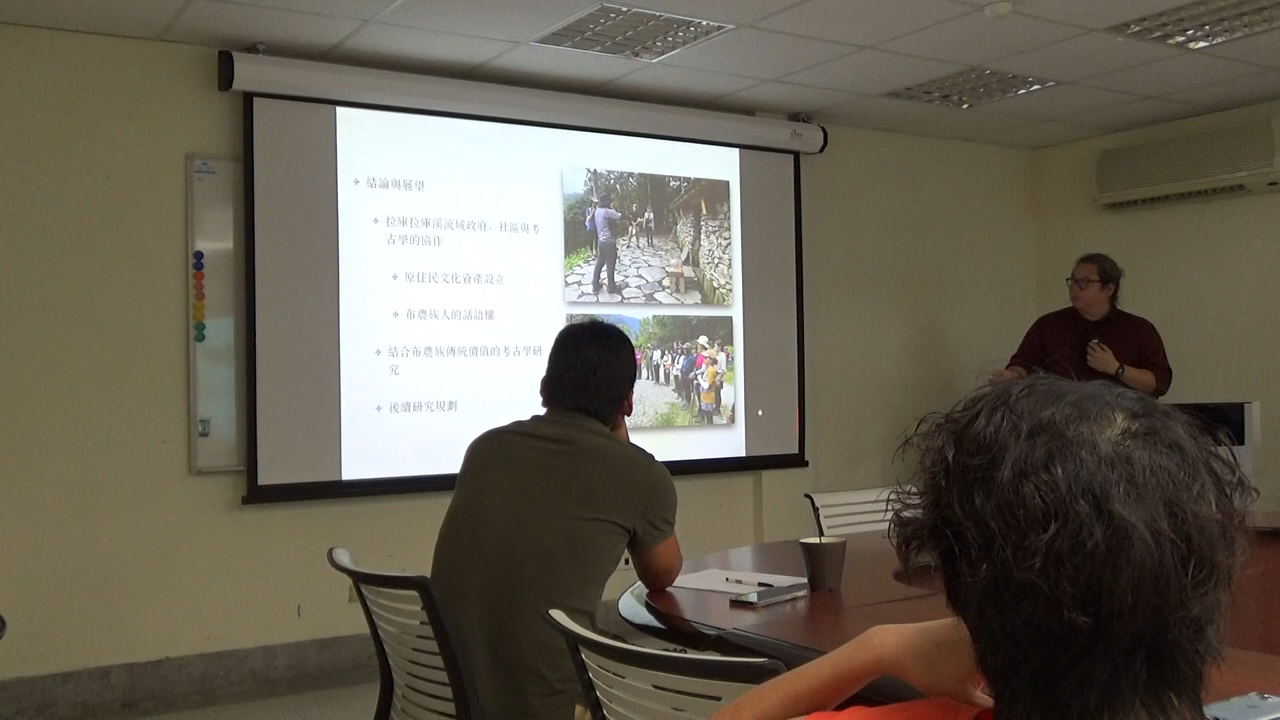 結論與展望
拉庫拉庫溪流域政府、社區與考
古學的協作
原住民文化資產設立
布農族人的話語權
結合布農族傳統價值的考古學研
究
後續研究規劃